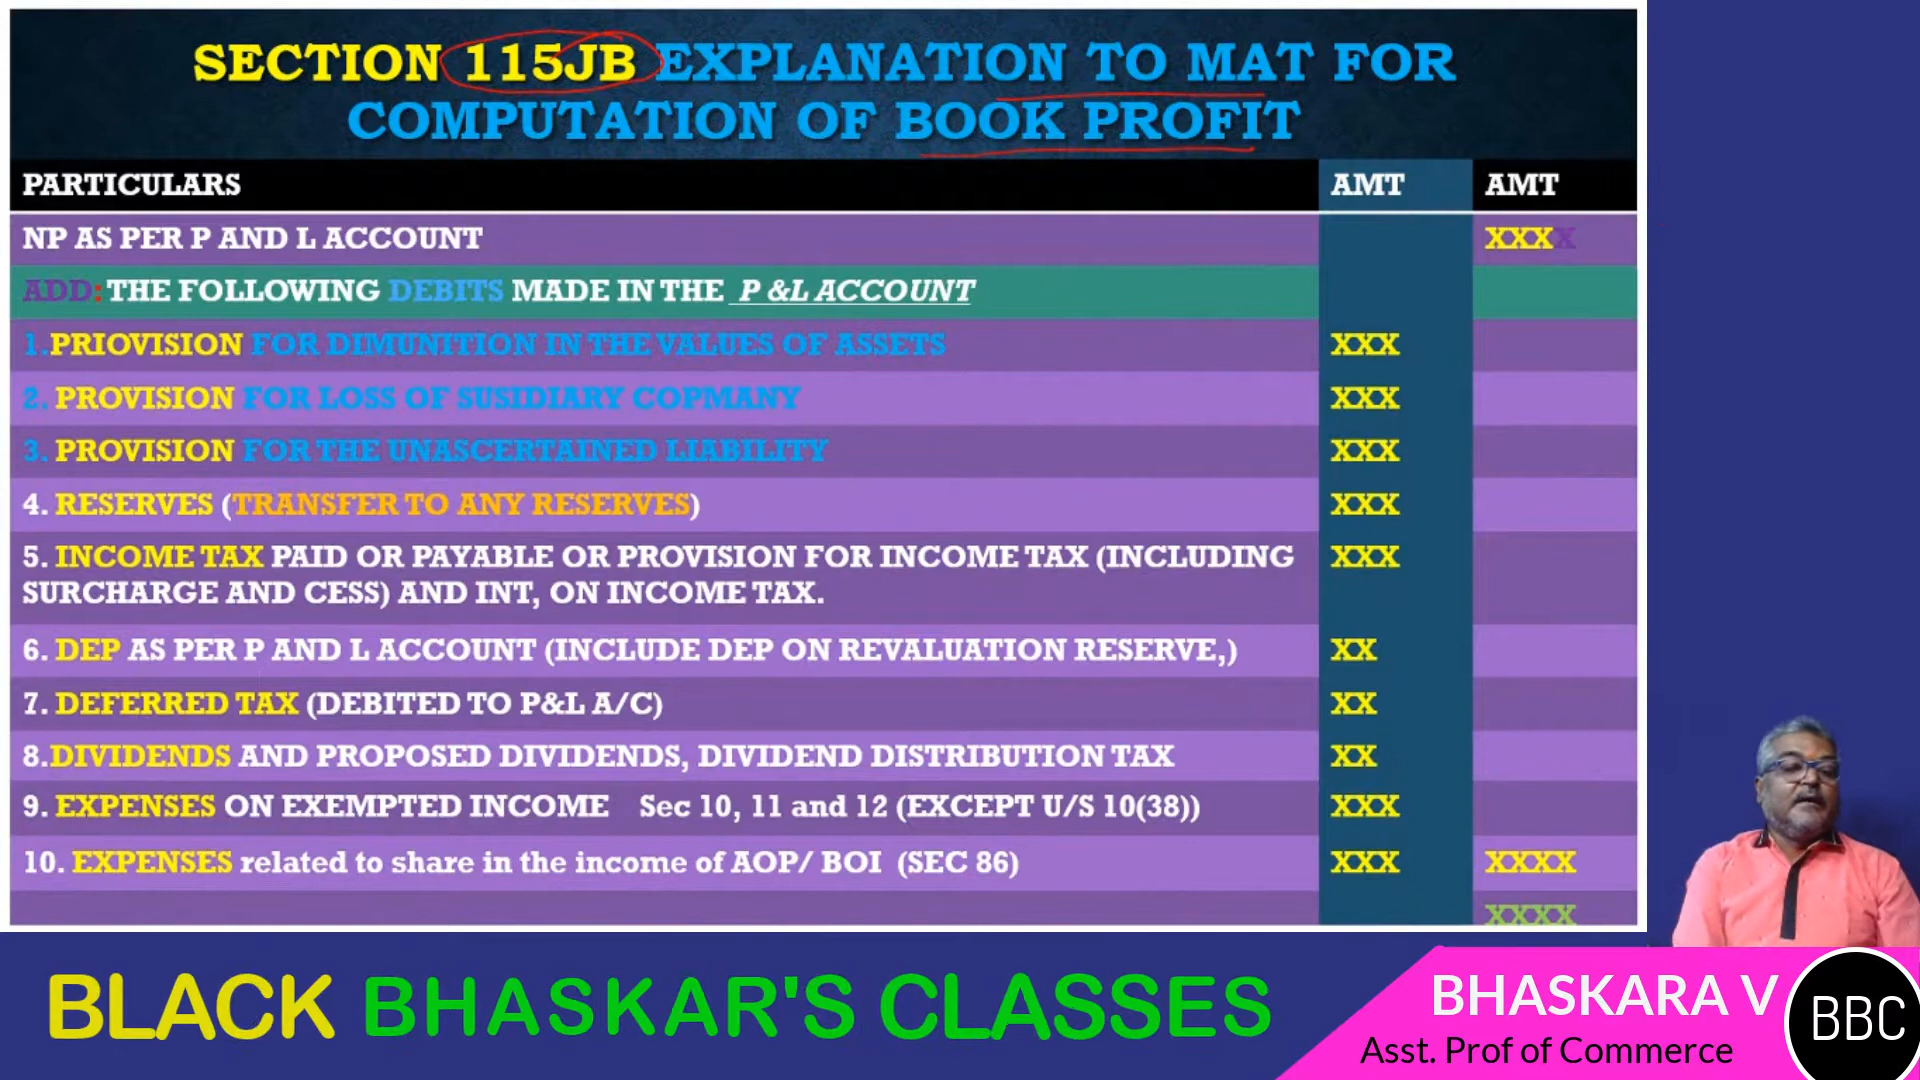 SECTION 115JB EXPLANATION TO MAT FOR
COMPUTATION OF BOOK PROFIT
PARTICULARS AMT AMT
NP AS PER P AND L ACCOUNT XXXX
ADD: THE FOLLOWING DEBITS MADE IN THE P &L ACCOUNT
1.PRIOVISION FOR DIMUNITION IN THE VALUES OF ASSETS XXX
2. PROVISION FOR LOSS OF SUSIDIARY COPMANY XXX
3. PROVISION FOR THE UNASCERTAINED LIABILITY XXX
4. RESERVES (TRANSFER TO ANY RESERVES) XXX
5. INCOME TAX PAID OR PAYABLE OR PROVISION FOR INCOME TAX (INCLUDING XXX
SURCHARGE AND CESS) AND INT, ON INCOME TAX.
6. DEP AS PER P AND L ACCOUNT (INCLUDE DEP ON REVALUATION RESERVE,) XX
7. DEFERRED TAX (DEBITED TO P&L A/C) XX
8.DIVIDENDS AND PROPOSED DIVIDENDS, DIVIDEND DISTRIBUTION TAX XX
9. EXPENSES ON EXEMPTED INCOME Sec 10, 11 and 12 (EXCEPT U/S 10(38)) XXX
10. EXPENSES related to share in the income of AOP/ BOI (SEC 86) XXX XXXX
XXXX
BLACK BHASKAR'S CLASSES
BHASKARA V
Asst. Prof of Commerce
BBC